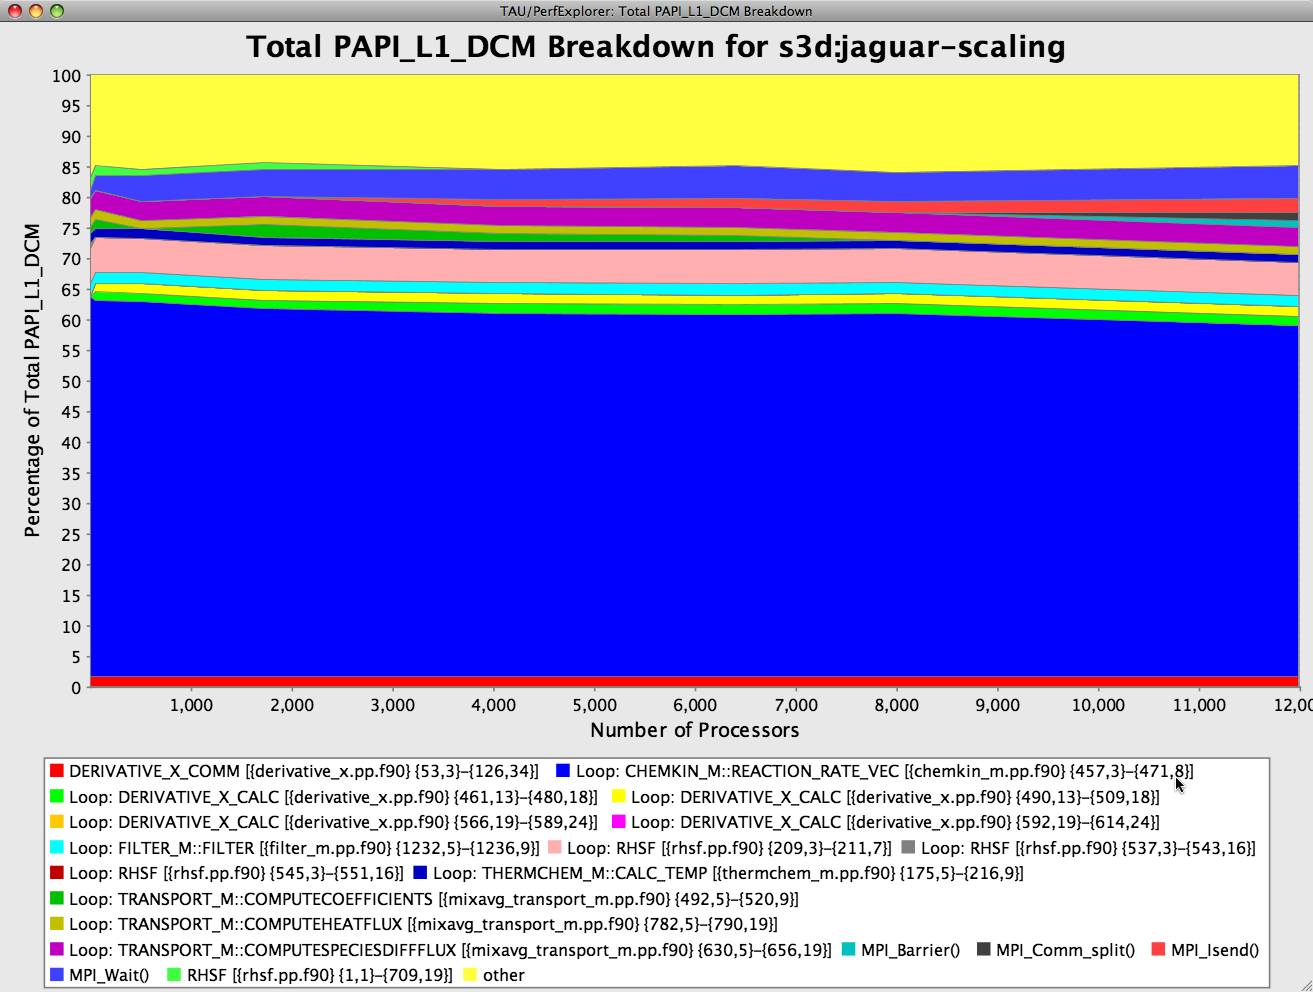 TAU/PerfExplorer: Total PAPI_L1_DCM Breakdown
Total PAPI_L1_DCM Breakdown for s3d:jaguar-scaling
Percentage of Total PAPI_L1_DCM
100
95
90
85
80
75
70
65
60
55
50
45
40
35
30
25
20
15
10
5
0
1,000 2,000 3,000 4,000 5,000 6,000 7,000 8,000 9,000 10,000 11,000 12,00
Number of Processors
DERIVATIVE_X_COMM [{derivative_x.pp.f90} {53,3}-{126,34}] Loop: CHEMKIN_M::REACTION_RATE_VEC [{chemkin_m.pp.f90} {457,3}-{471,8}]
Loop: DERIVATIVE_X_CALC [{derivative_x.pp.f90} {461,13}-{480,18}] Loop: DERIVATIVE_X_CALC [{derivative_x.pp.f90} {490,13}-{509,18}]
Loop: DERIVATIVE_X_CALC [{derivative_x.pp.f90} {566,19}-{589,24}] Loop: DERIVATIVE_X_CALC [{derivative_x.pp.f90} {592,19}-{614,24}]
Loop: FILTER_M::FILTER [{filter_m.pp.f90} {1232,5}-{1236,9}] Loop: RHSF [{rhsf.pp.f90} {209,3}-{211,7}] Loop: RHSF [{rhsf.pp.f90} {537,3}-{543,16}]
Loop: RHSF [{rhsf.pp.f90} {545,3}-{551,16}] Loop: THERMCHEM_M::CALC_TEMP [{thermchem_m.pp.f90} {175,5}-{216,9}]
Loop: TRANSPORT_M::COMPUTECOEFFICIENTS [{mixavg_transport_m.pp.f90} {492,5}-{520,9}]
Loop: TRANSPORT_M::COMPUTEHEATFLUX [{mixavg_transport_m.pp.f90} {782,5}-{790,19}]
Loop: TRANSPORT_M::COMPUTESPECIESDIFFFLUX [{mixavg_transport_m.pp.f90} {630,5}-{656,19}] MPI_Barrier() MPI_Comm_split() MPI_Isend()
MPI_Wait() RHSF [{rhsf.pp.f90} {1,1}-{709,19}] other